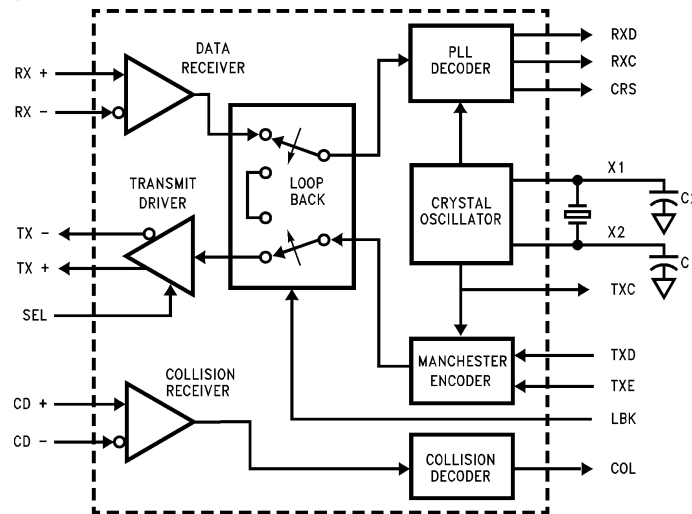 RX +
RX -
DATA
RECEIVER
PLL
DECODER
RXD
RXC
CRS
TRANSMIT
DRIVER
TX -
TX +
SEL
LOOP
BACK
CRYSTAL
OSCILLATOR
X1
X2
C
TXC
COLLISION
RECEIVER
CD +
CD -
MANCHESTER
ENCODER
TXD
TXE
LBK
COLLISION
DECODER
COL